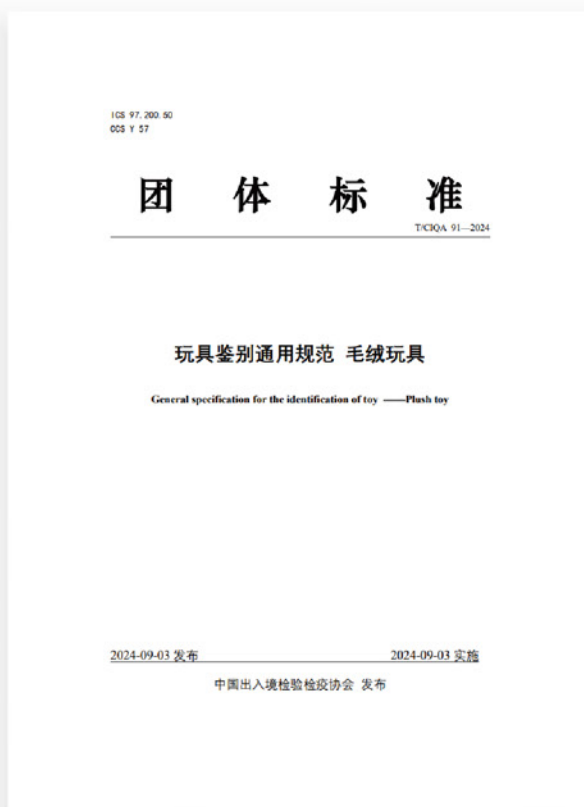 ICS 97.200.50
CCS Y 57
团体标准
T/CIQA 91—2024
玩具鉴别通用规范 毛绒玩具
General specification for the identification of toy ——Plush toy
2024-09-03 发布 2024-09-03 实施
中国出入境检验检疫协会 发布